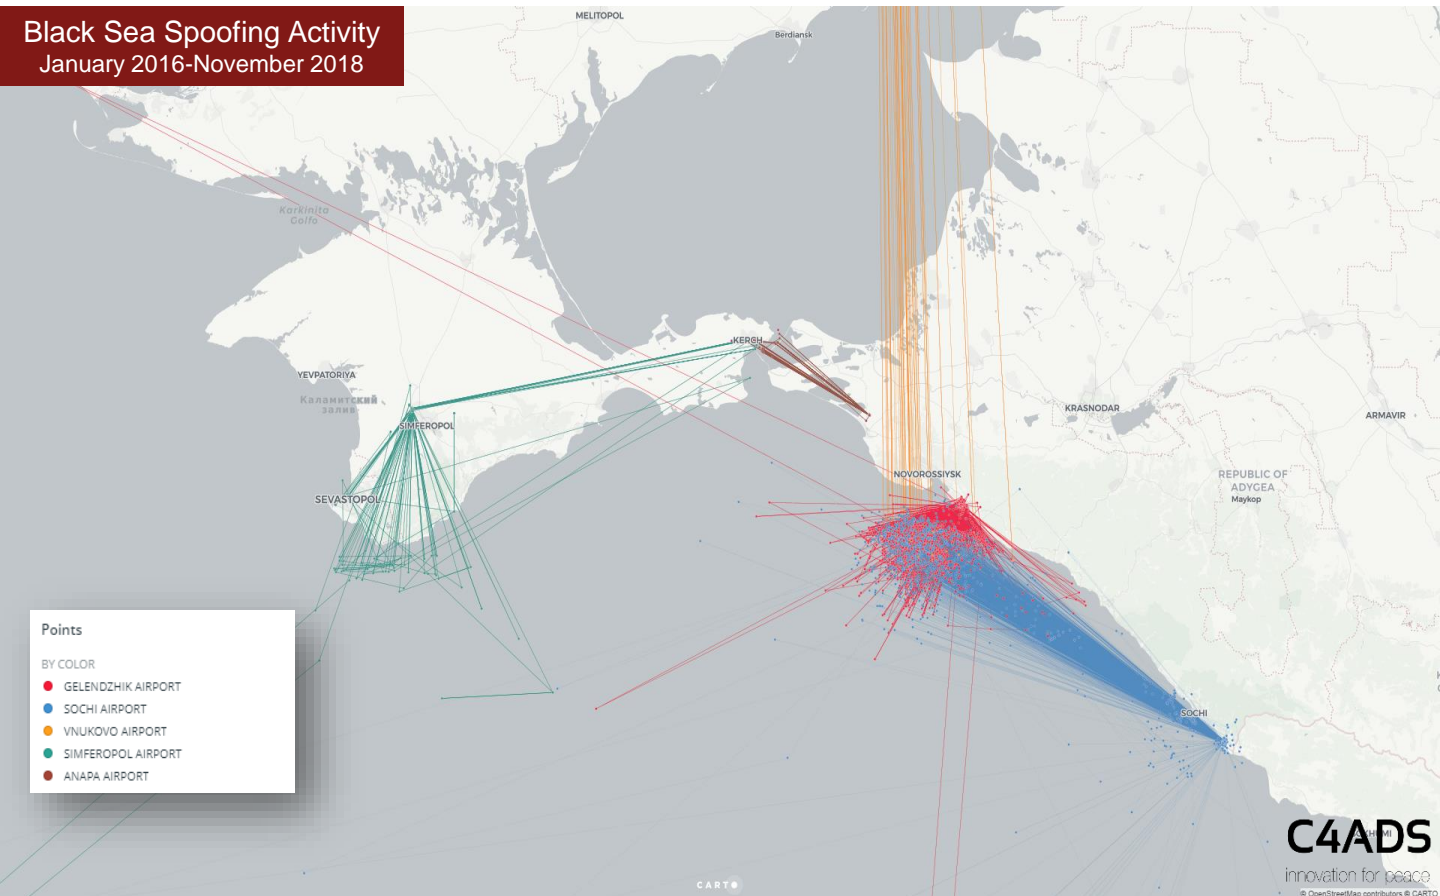 Black Sea Spoofing Activity
January 2016-November 2018
MELITOPOL
Berdiansk
Karkinita
Golfo
KERCH
YEVPATORIYA
Каламитский
залив
SIMFEROPOL
KRASNODAR
ARMAVIR
NOVOROSSIYSK
REPUBLIC OF
ADYGEA
Maykop
SEVASTOPOL
Points
BY COLOR
GELENDZHIK AIRPORT
SOCHI AIRPORT
VNUKOVO AIRPORT
SIMFEROPOL AIRPORT
ANAPA AIRPORT
SOCHI
C4ADS
innovation for peace
CARTO
© OpenStreetMap contributors © CARTO